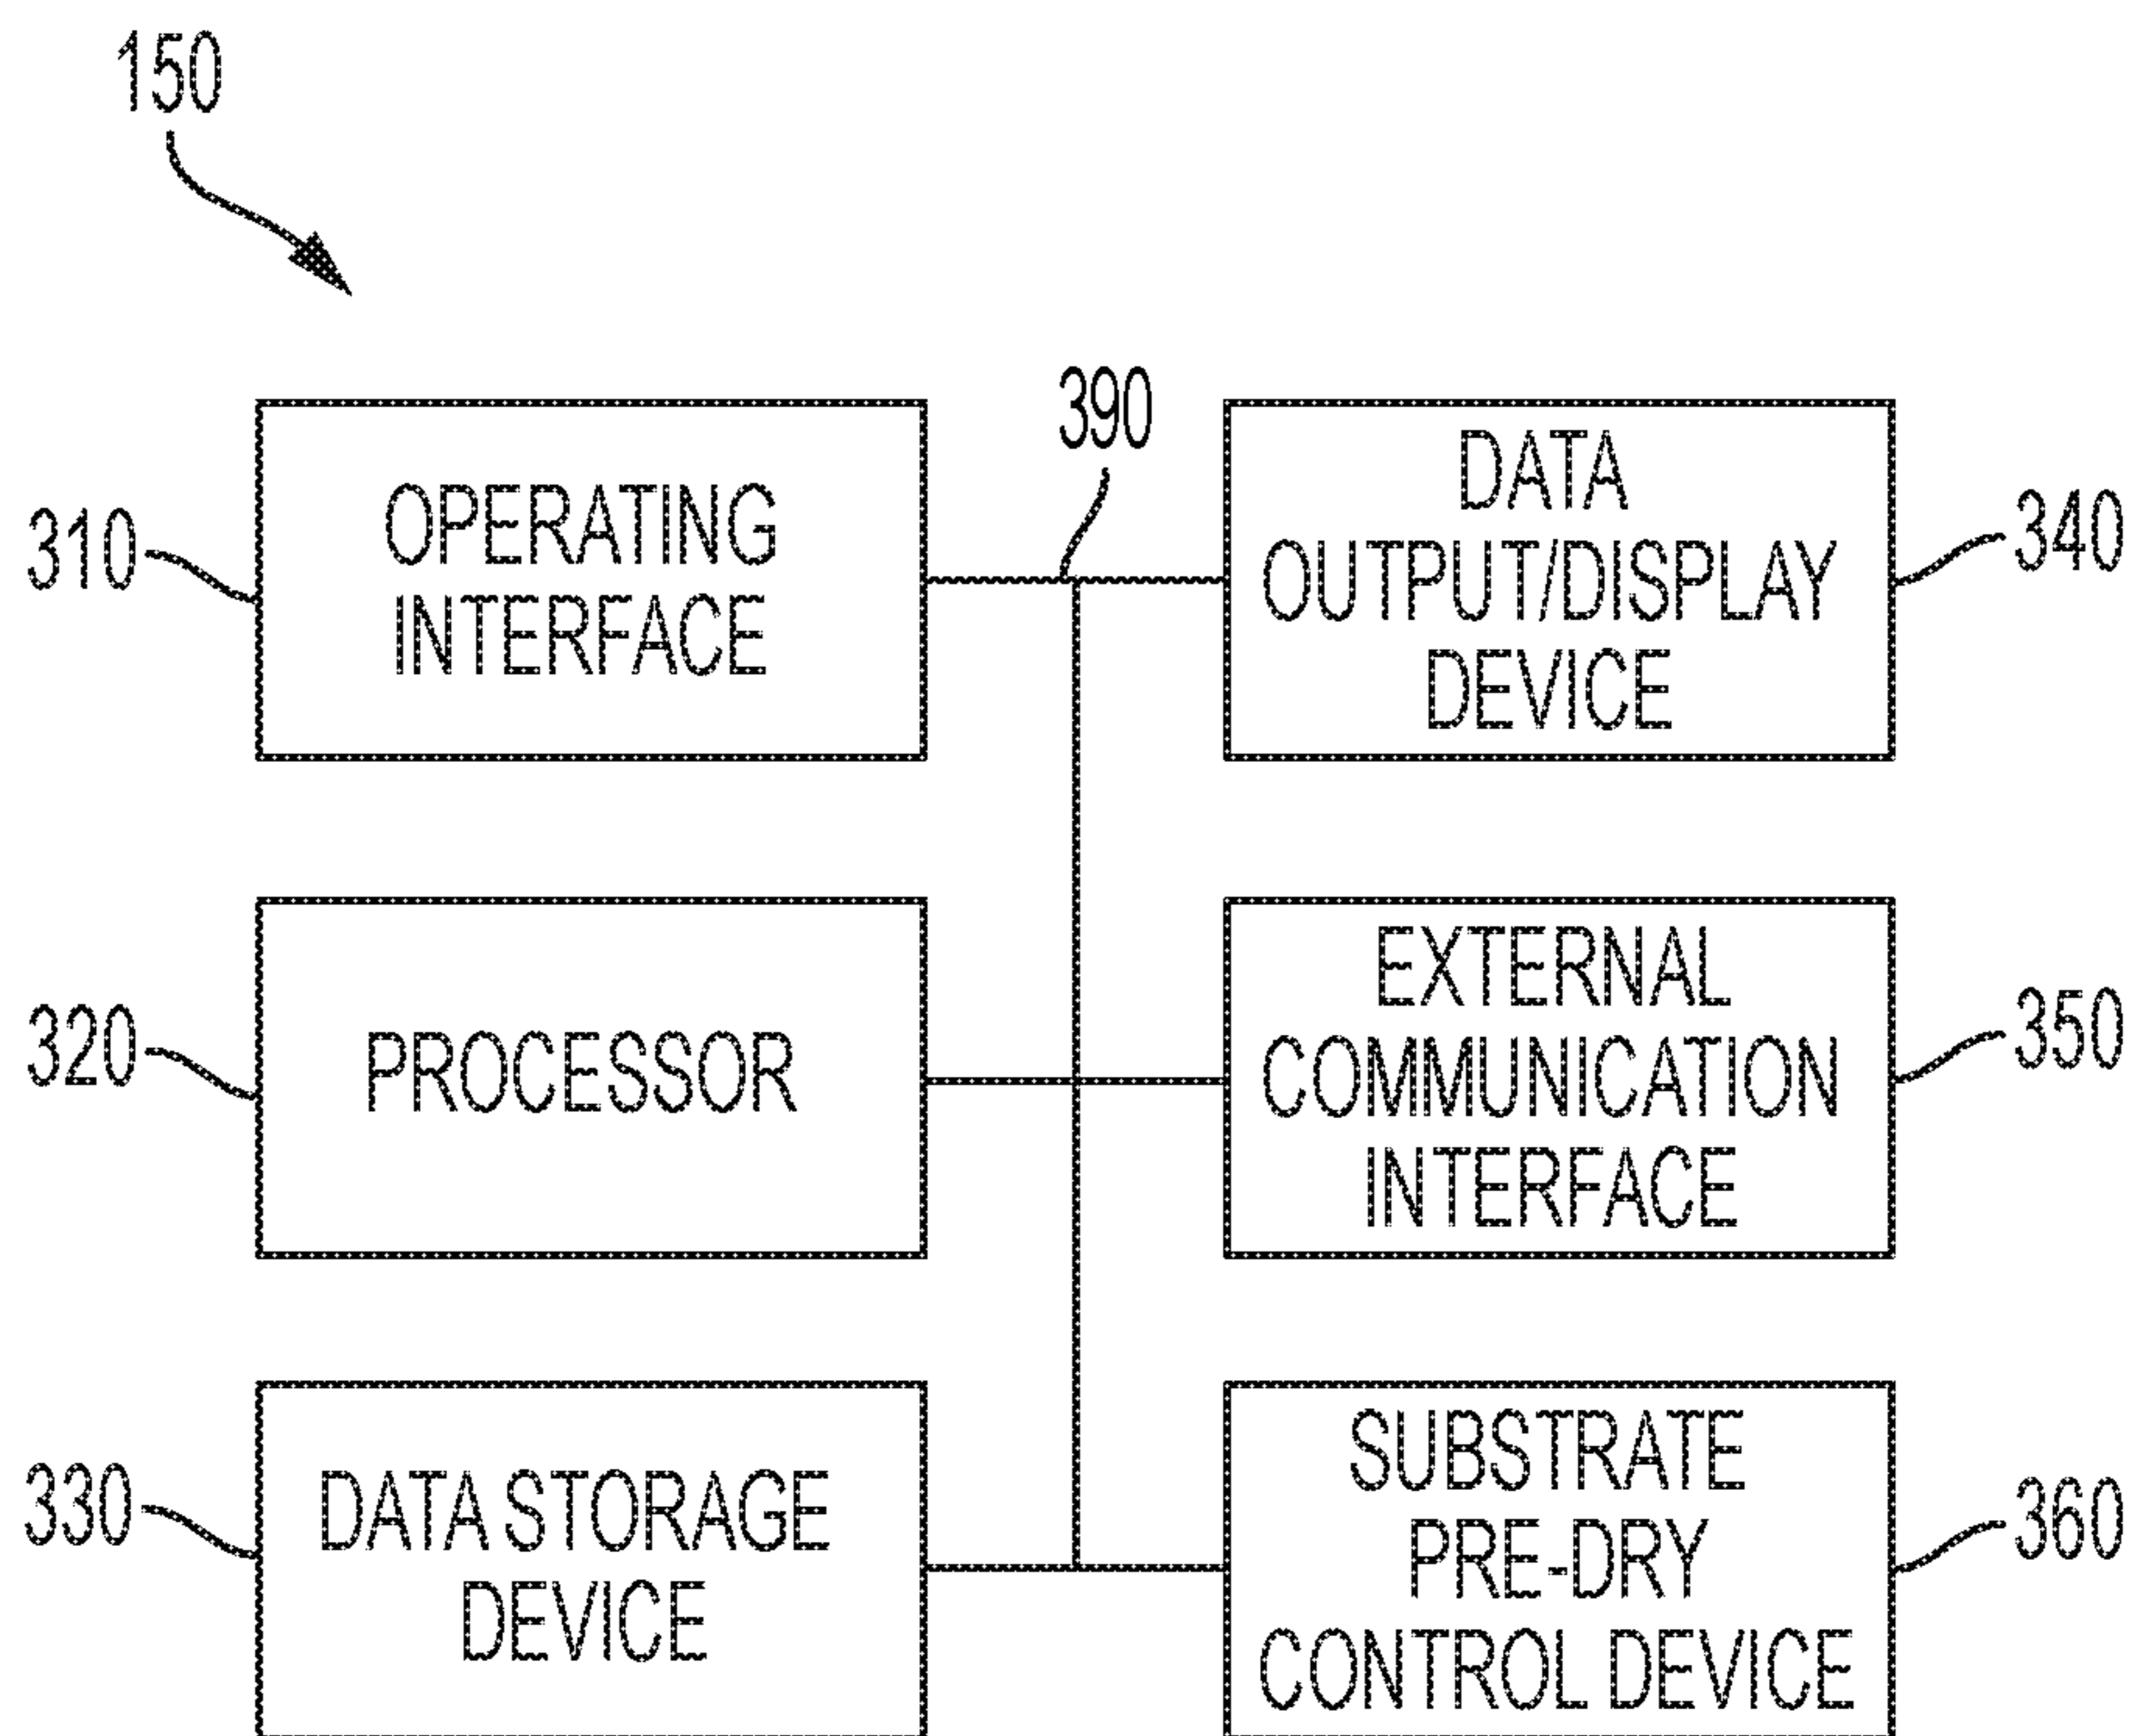 150
390
310
OPERATING
INTERFACE
DATA
OUTPUT/DISPLAY
DEVICE
340
320
PROCESSOR
EXTERNAL
COMMUNICATION
INTERFACE
350
330
DATA STORAGE
DEVICE
SUBSTRATE
PRE-DRY
CONTROL DEVICE
360